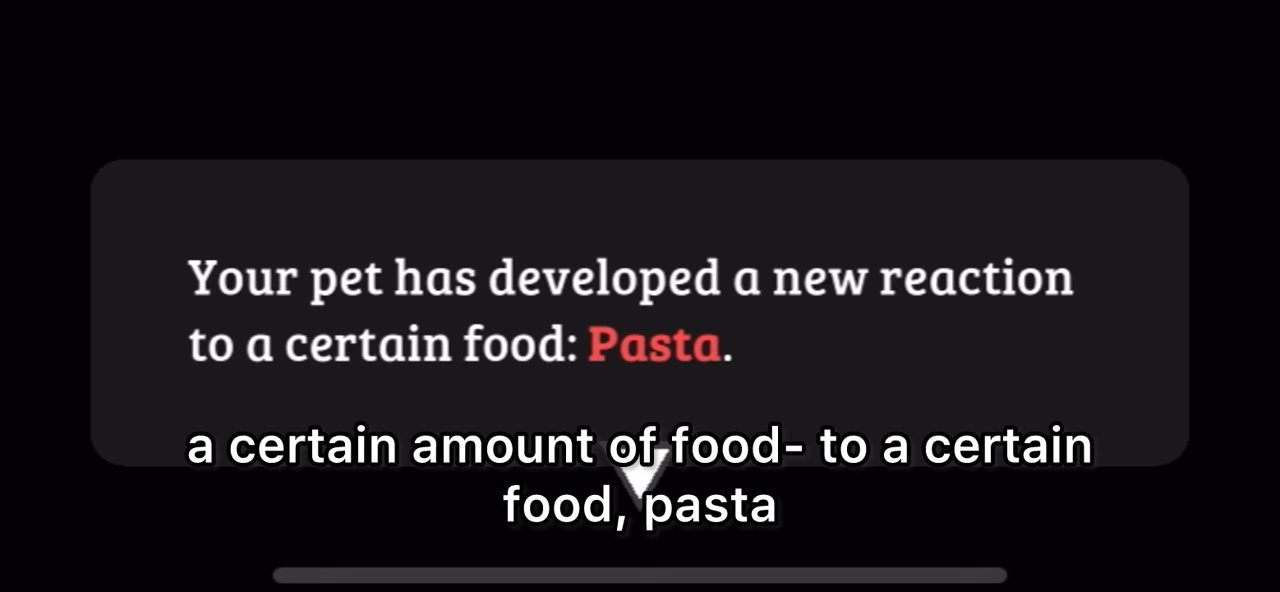 Your pet has developed a new reaction
to a certain food: Pasta.
a certain amount of food- to a certain
food, pasta